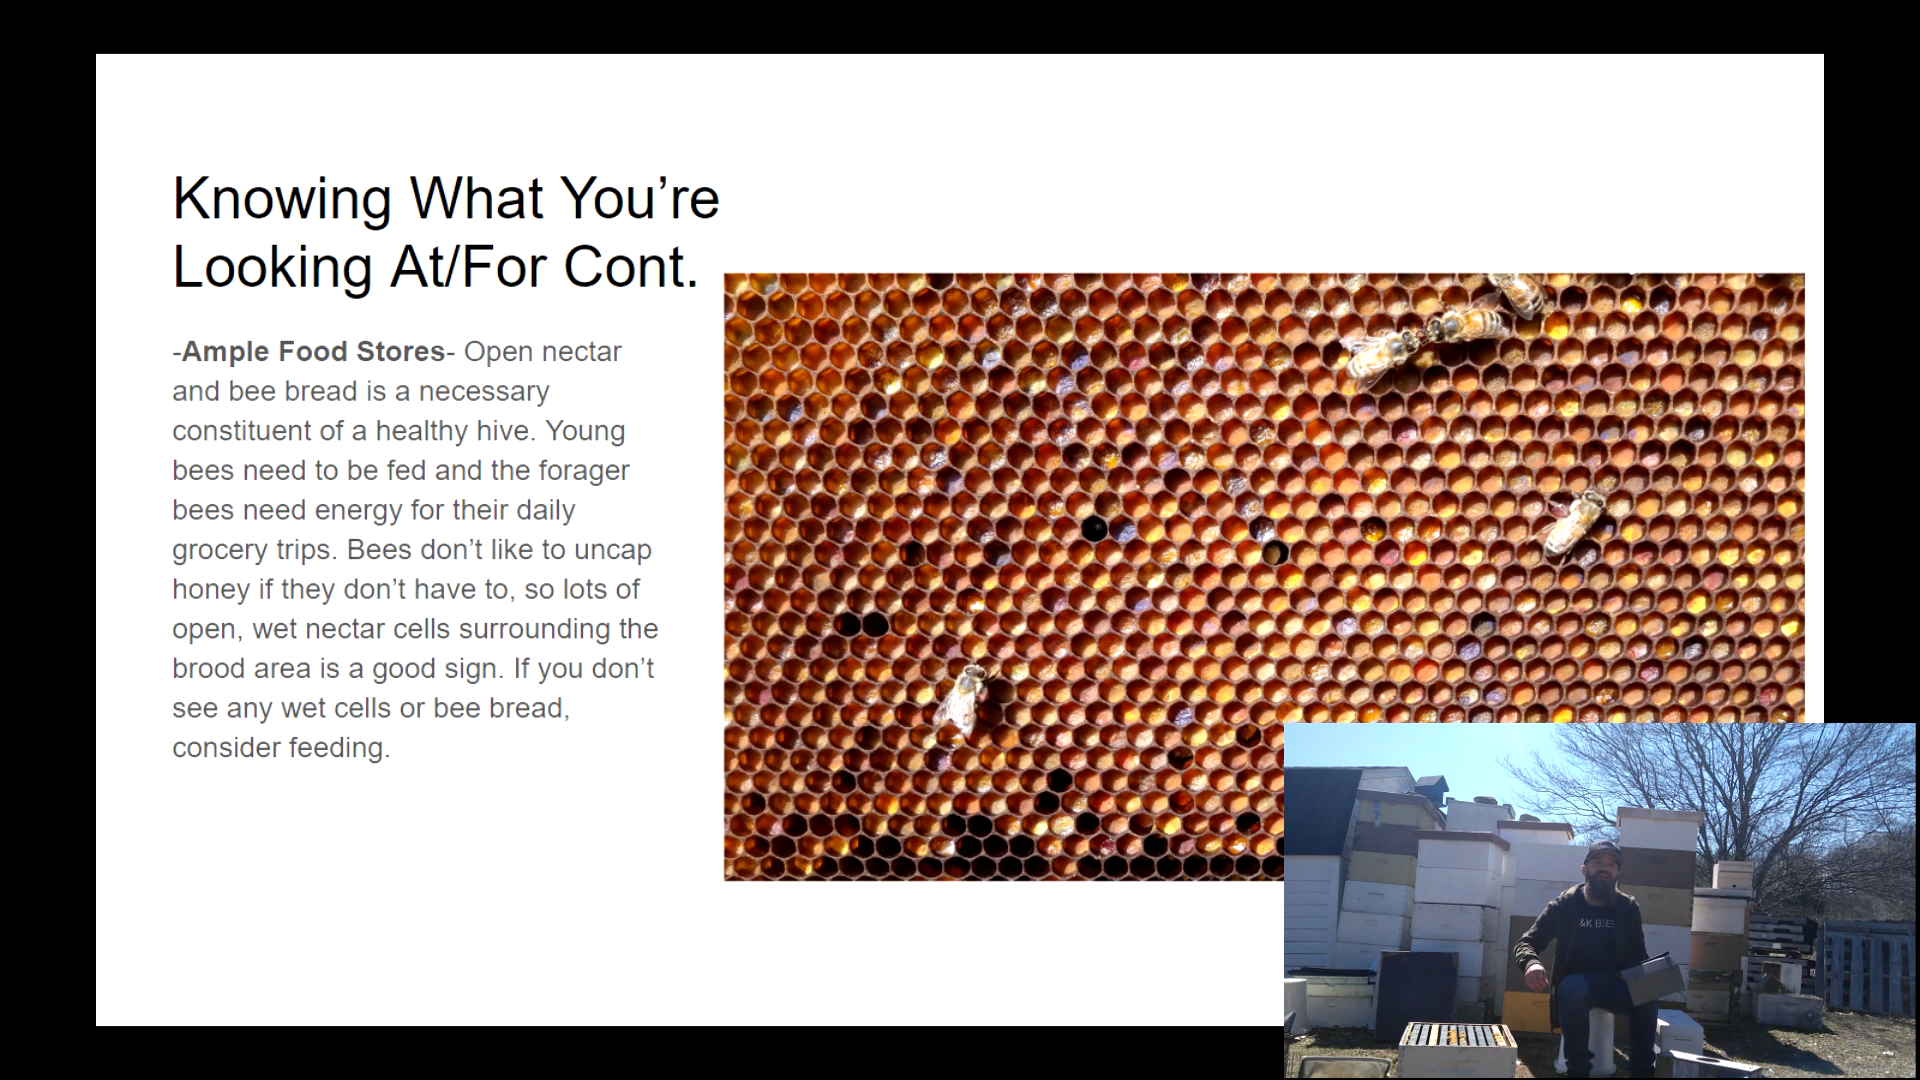 Knowing What You’re
Looking At/For Cont.
-Ample Food Stores- Open nectar
and bee bread is a necessary
constituent of a healthy hive. Young
bees need to be fed and the forager
bees need energy for their daily
grocery trips. Bees don’t like to uncap
honey if they don’t have to, so lots of
open, wet nectar cells surrounding the
brood area is a good sign. If you don’t
see any wet cells or bee bread,
consider feeding.
&K BEES